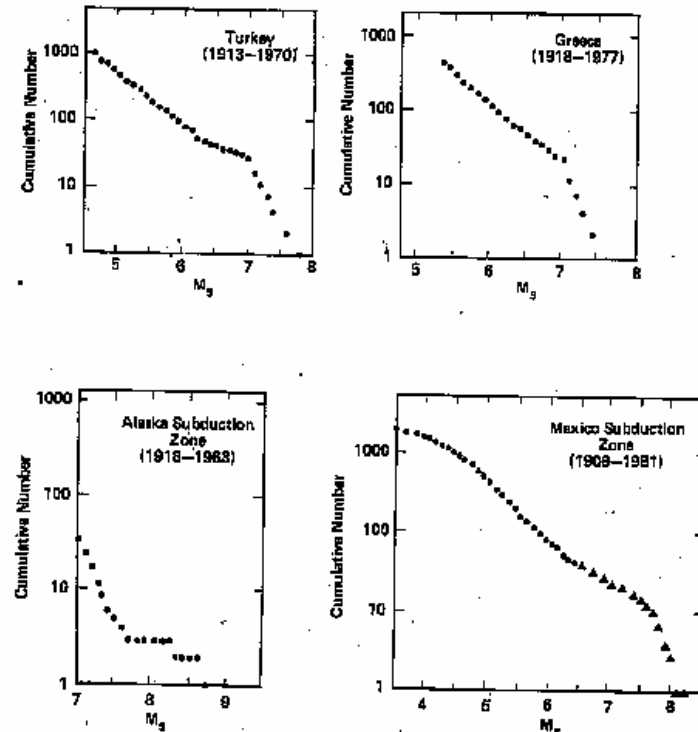 Turkey
(1913–1970)
1000
100
10
1
Cumulative Number
5 6 7 8
Ms
Greece
(1918–1977)
1000
100
10
1
Cumulative Number
5 6 7 8
Ms
Alaska Subduction
Zone
(1918–1963)
1000
100
10
1
Cumulative Number
7 8 9
Ms
Mexico Subduction
Zone
(1908–1981)
1000
100
10
1
Cumulative Number
4 5 6 7 8
Ms